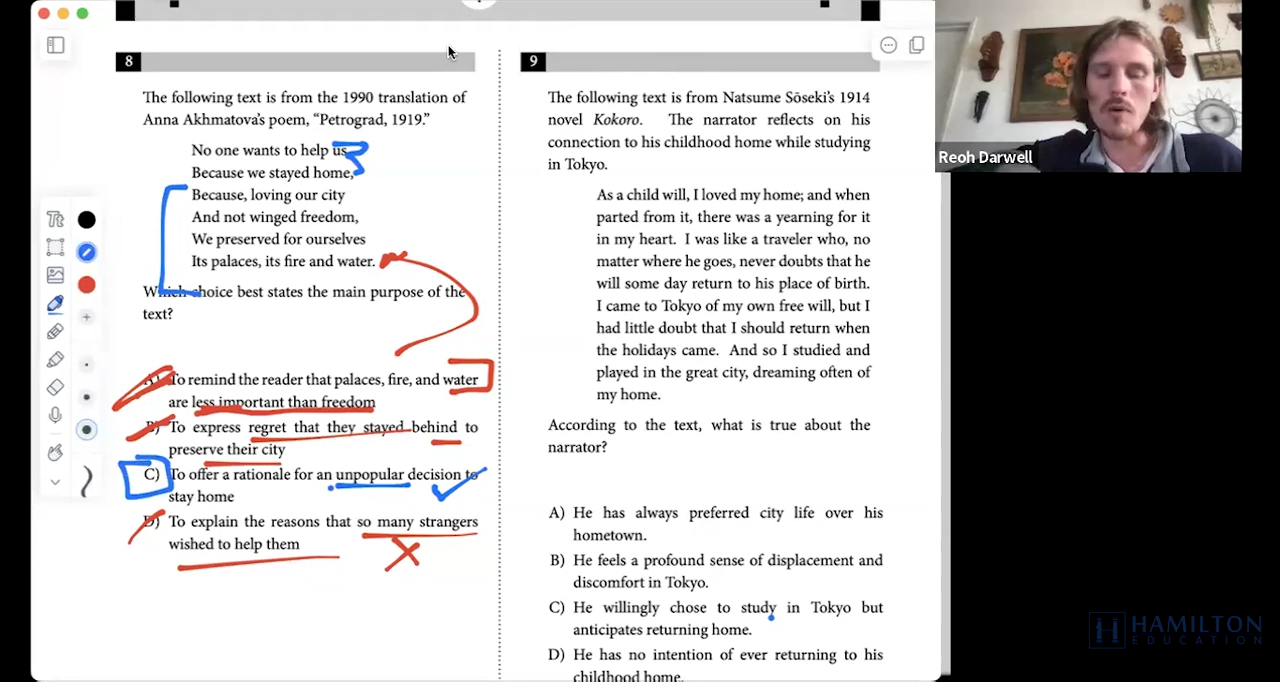 8
The following text is from the 1990 translation of
Anna Akhmatova's poem, “Petrograd, 1919.”
No one wants to help us
Because we stayed home,
Because, loving our city
And not winged freedom,
We preserved for ourselves
Its palaces, its fire and water.
Which choice best states the main purpose of the
text?
A) To remind the reader that palaces, fire, and water
are less important than freedom
B) To express regret that they stayed behind to
preserve their city
C) To offer a rationale for an unpopular decision to
stay home
D) To explain the reasons that so many strangers
wished to help them
9
The following text is from Natsume Sōseki's 1914
novel Kokoro. The narrator reflects on his
connection to his childhood home while studying
in Tokyo.
As a child will, I loved my home; and when
parted from it, there was a yearning for it
in my heart. I was like a traveler who, no
matter where he goes, never doubts that he
will some day return to his place of birth.
I came to Tokyo of my own free will, but I
had little doubt that I should return when
the holidays came. And so I studied and
played in the great city, dreaming often of
my home.
According to the text, what is true about the
narrator?
A) He has always preferred city life over his
hometown.
B) He feels a profound sense of displacement and
discomfort in Tokyo.
C) He willingly chose to study in Tokyo but
anticipates returning home.
D) He has no intention of ever returning to his
childhood home.
Tt
Reoh Darwell
HAMILTON
EDUCATION